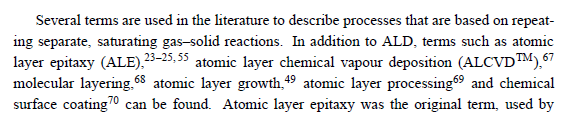 Several terms are used in the literature to describe processes that are based on repeat-
ing separate, saturating gas–solid reactions. In addition to ALD, terms such as atomic
layer epitaxy (ALE),23–25,55 atomic layer chemical vapour deposition (ALCVDTM),67
molecular layering,68 atomic layer growth,49 atomic layer processing69 and chemical
surface coating70 can be found. Atomic layer epitaxy was the original term, used by